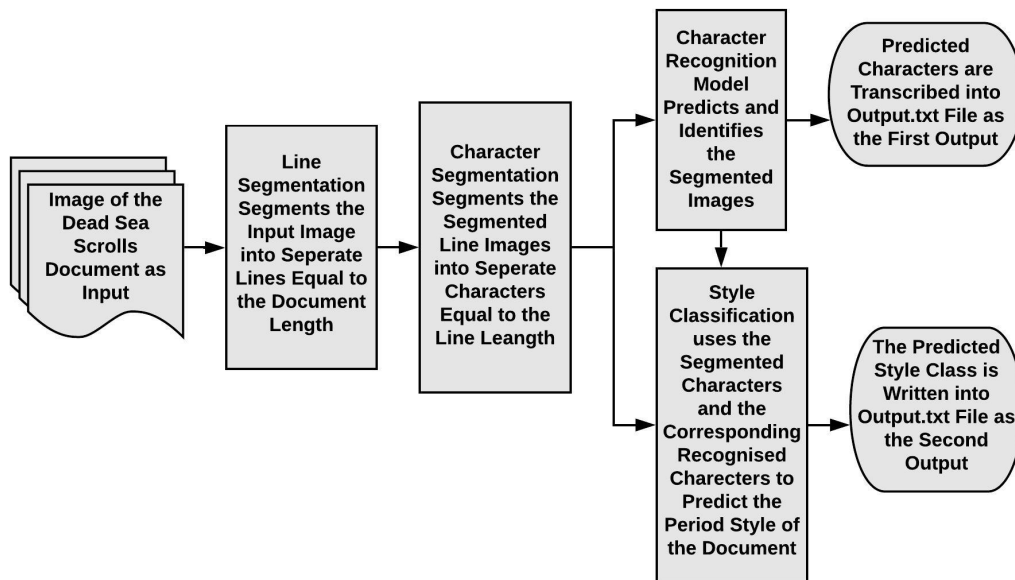 Image of the
Dead Sea
Scrolls
Document as
Input
Line
Segmentation
Segments the
Input Image
into Seperate
Lines Equal to
the Document
Length
Character
Segmentation
Segments the
Segmented
Line Images
into Seperate
Characters
Equal to the
Line Leangth
Character
Recognition
Model
Predicts and
Identifies
the
Segmented
Images
Predicted
Characters are
Transcribed into
Output.txt File as
the First Output
Style
Classification
uses the
Segmented
Characters
and the
Corresponding
Recognised
Charecters to
Predict the
Period Style of
the Document
The Predicted
Style Class is
Written into
Output.txt File as
the Second
Output